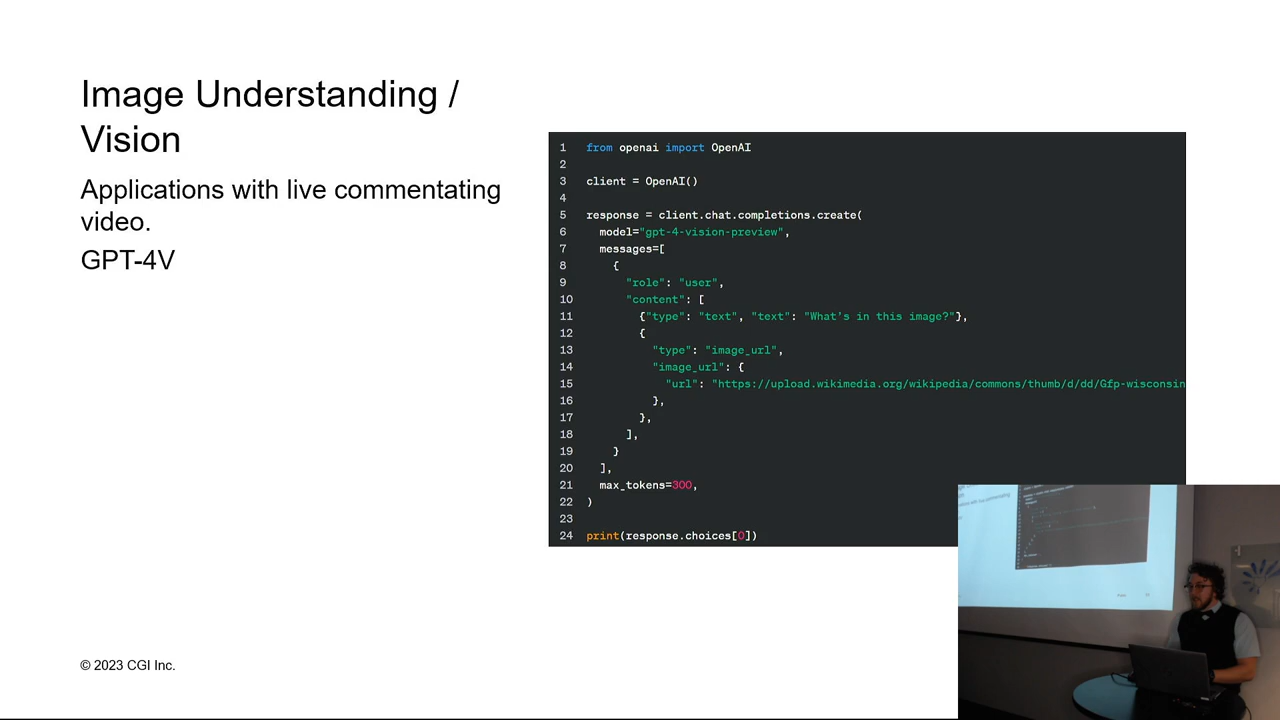 Image Understanding /
Vision
Applications with live commentating
video.
GPT-4V
1 from openai import OpenAI
2
3 client = OpenAI()
4
5 response = client.chat.completions.create(
6 model="gpt-4-vision-preview",
7 messages=[
8 {
9 "role": "user",
10 "content": [
11 {"type": "text", "text": "What's in this image?"},
12 {
13 "type": "image_url",
14 "image_url": {
15 "url": "https://upload.wikimedia.org/wikipedia/commons/thumb/d/dd/Gfp-wisconsin
16 },
17 },
18 ],
19 }
20 ],
21 max_tokens=300,
22 )
23
24 print(response.choices[0])
© 2023 CGI Inc.